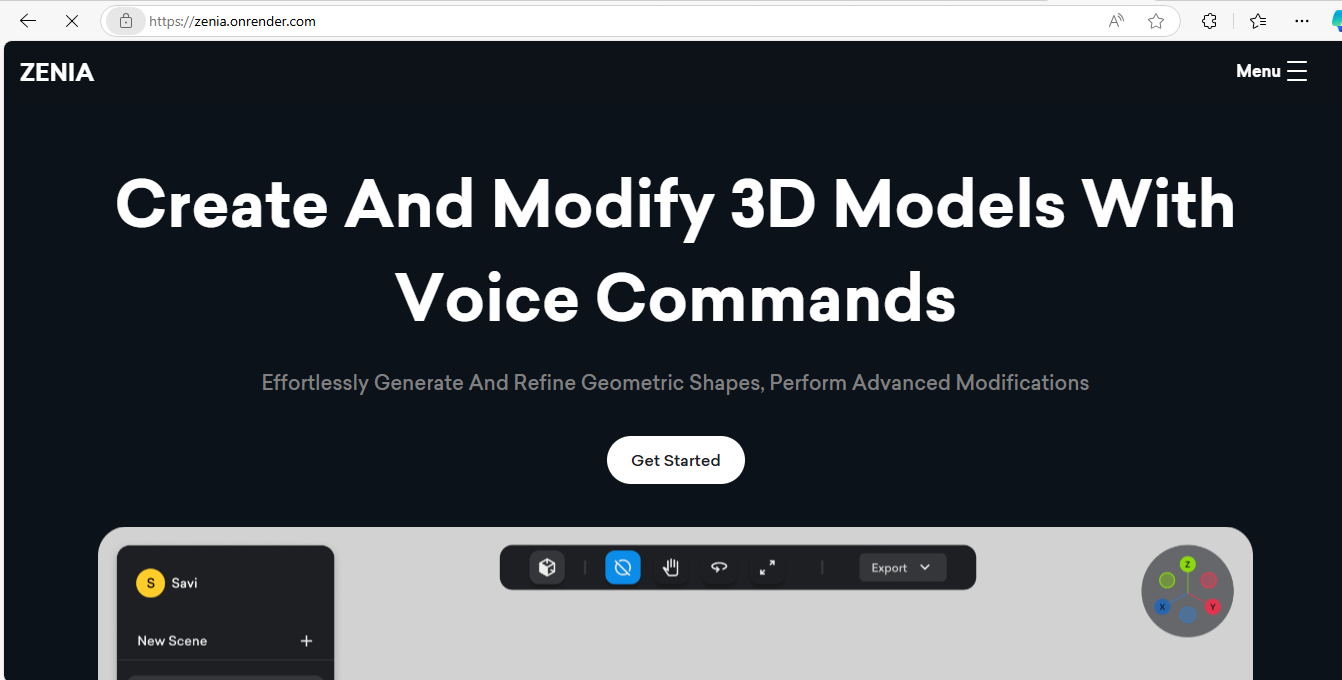 https://zenia.onrender.com
ZENIA
Menu
Create And Modify 3D Models With
Voice Commands
Effortlessly Generate And Refine Geometric Shapes, Perform Advanced Modifications
Get Started
S Savi
Export
New Scene +
Z
X
Y